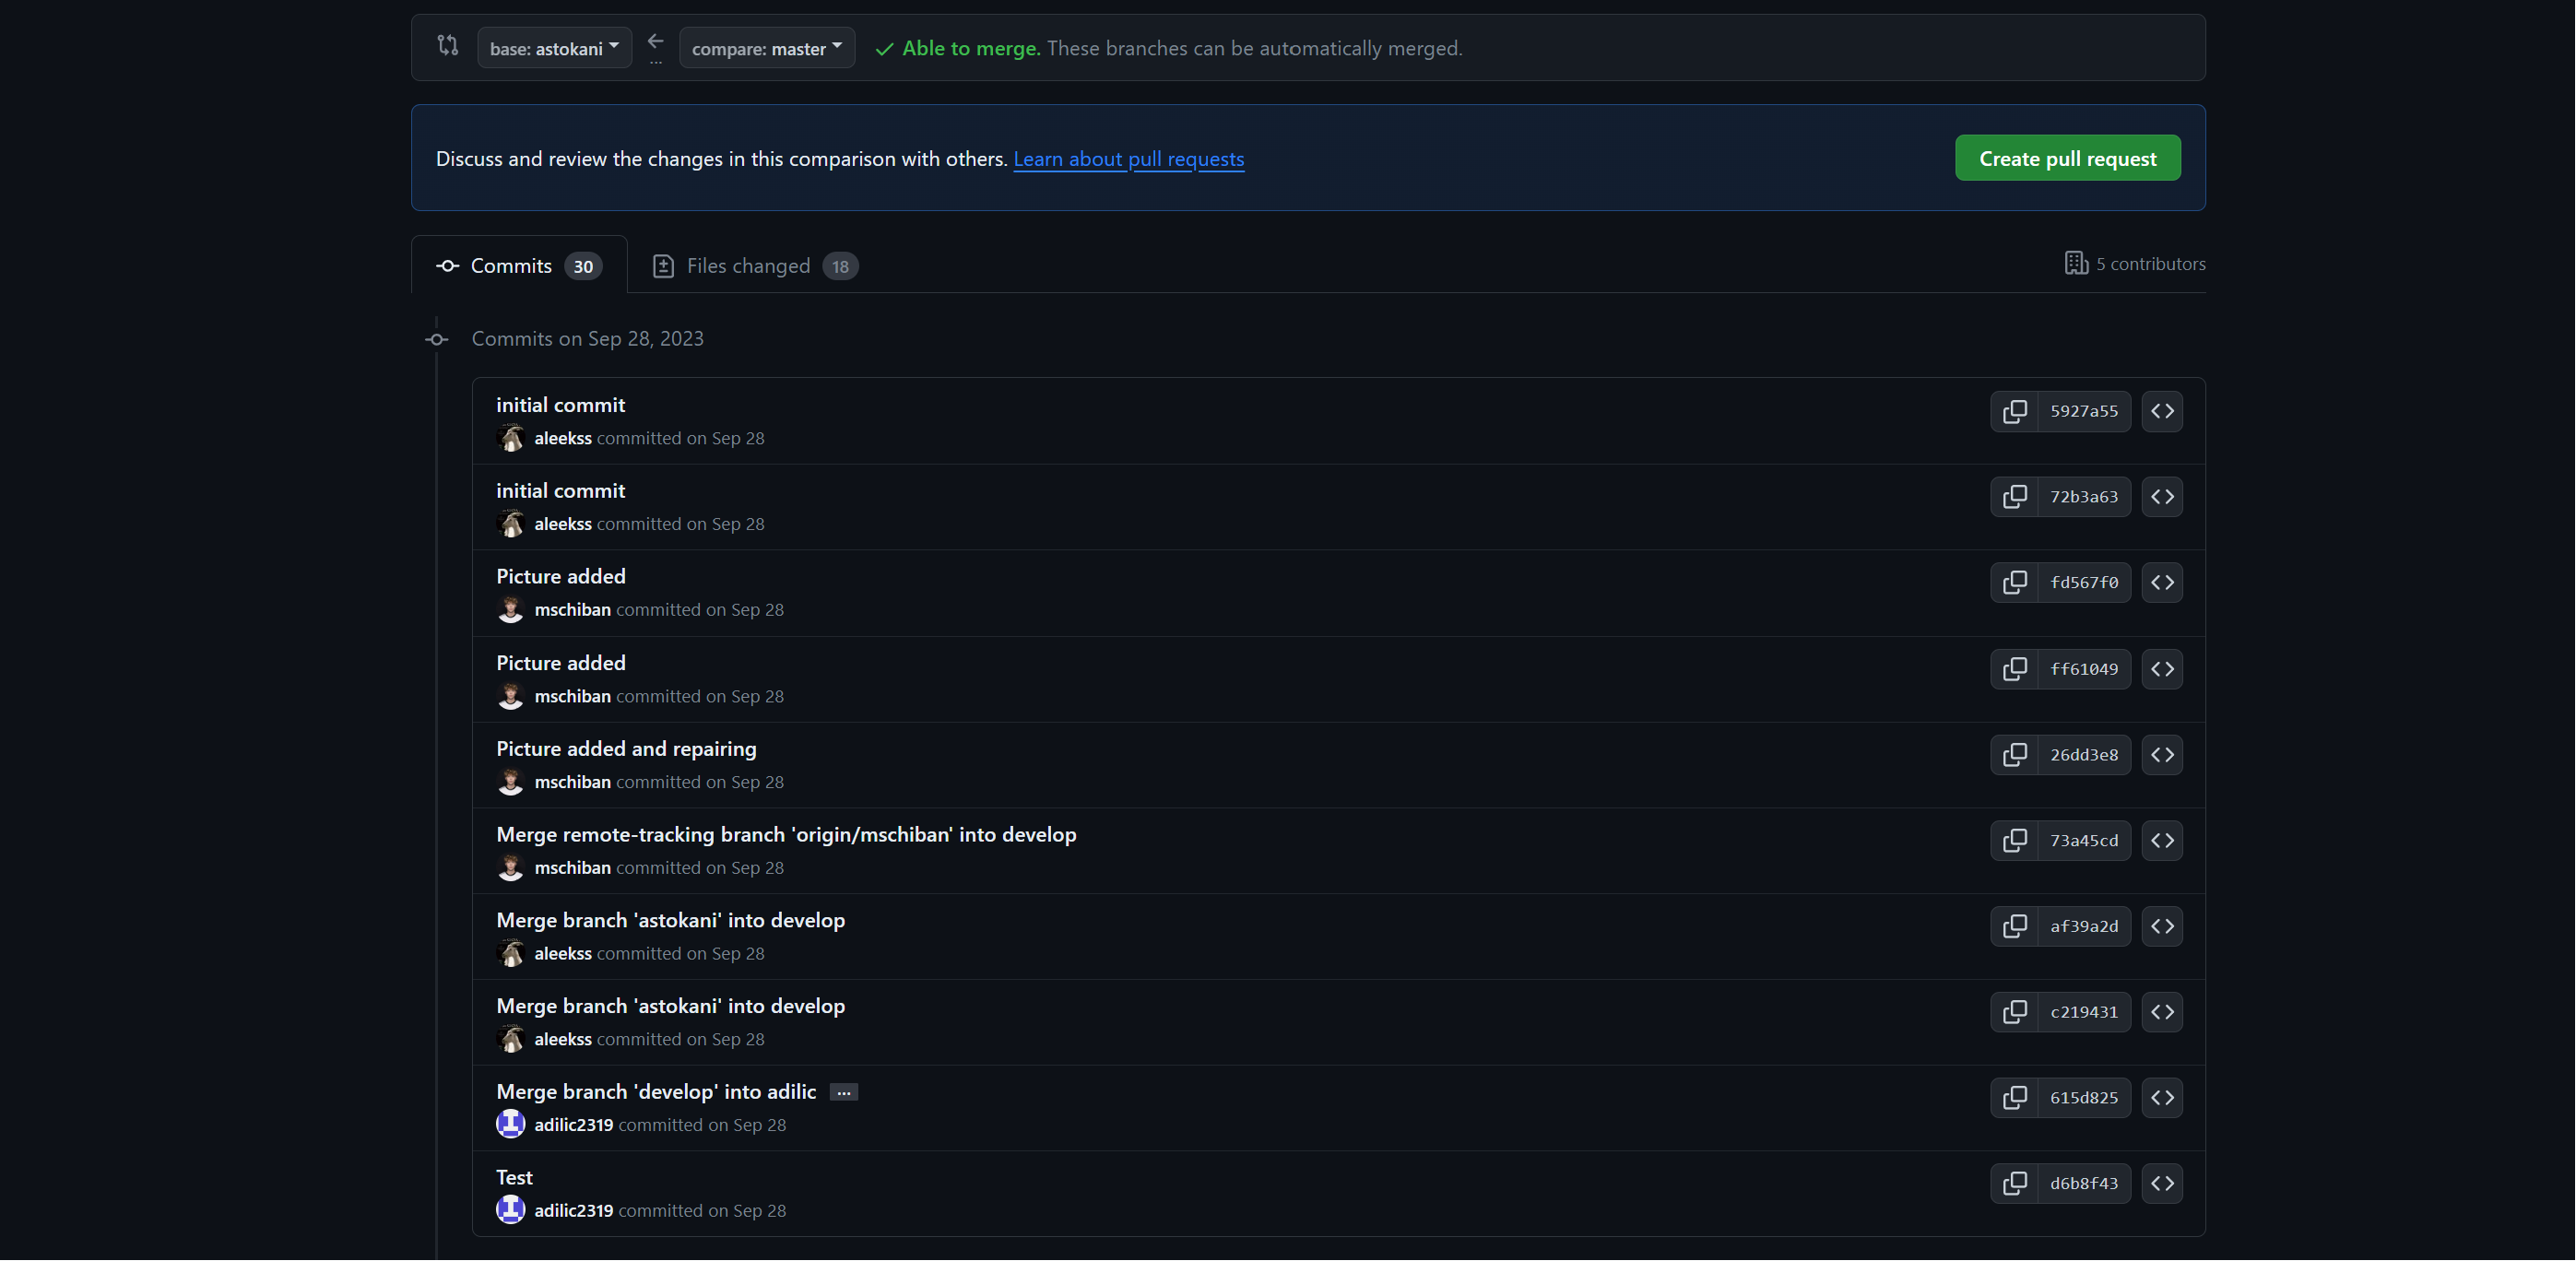 base: astokani ← ... compare: master ✓ Able to merge. These branches can be automatically merged.
Discuss and review the changes in this comparison with others. Learn about pull requests
Create pull request
Commits 30 Files changed 18 5 contributors
Commits on Sep 28, 2023
initial commit
aleekss committed on Sep 28
5927a55
initial commit
aleekss committed on Sep 28
72b3a63
Picture added
mschiban committed on Sep 28
fd567f0
Picture added
mschiban committed on Sep 28
ff61049
Picture added and repairing
mschiban committed on Sep 28
26dd3e8
Merge remote-tracking branch 'origin/mschiban' into develop
mschiban committed on Sep 28
73a45cd
Merge branch 'astokani' into develop
aleekss committed on Sep 28
af39a2d
Merge branch 'astokani' into develop
aleekss committed on Sep 28
c219431
Merge branch 'develop' into adilic ...
adilic2319 committed on Sep 28
615d825
Test
adilic2319 committed on Sep 28
d6b8f43